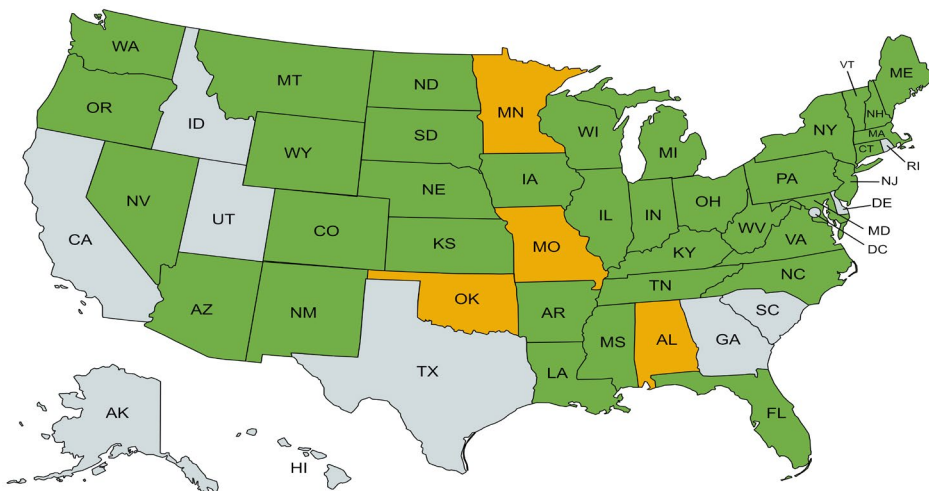 WA
MT
ND
MN
VT
ME
OR
ID
SD
WI
MI
NY
NH
MA
CT
RI
WY
IA
PA
NJ
NV
UT
NE
IL
IN
OH
DE
CA
CO
KS
MO
KY
WV
VA
MD
DC
AZ
NM
OK
AR
TN
NC
TX
LA
MS
AL
GA
SC
AK
HI
FL